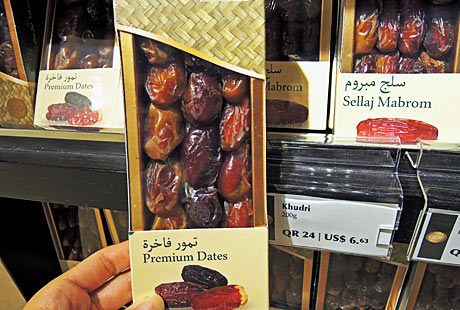 تمور فاخرة
Premium Dates
سلج مبروم
Sellaj Mabrom
Khudri
200g
QR 24 | US$ 6.63
تمور فاخرة
Premium Dates